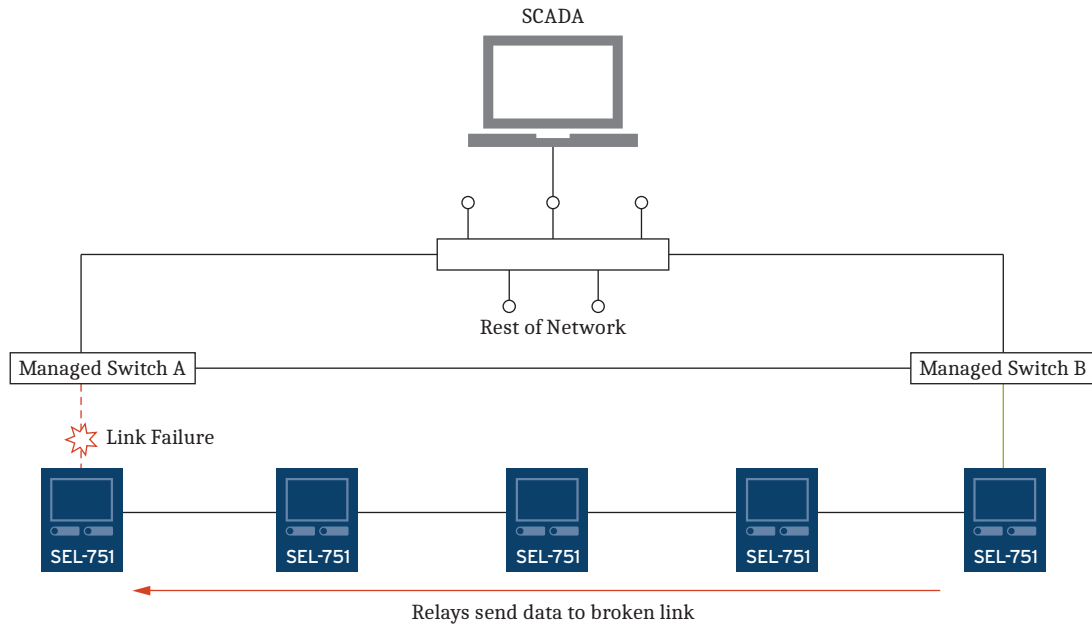 SCADA
Rest of Network
Managed Switch A
Managed Switch B
Link Failure
SEL-751
SEL-751
SEL-751
SEL-751
SEL-751
Relays send data to broken link